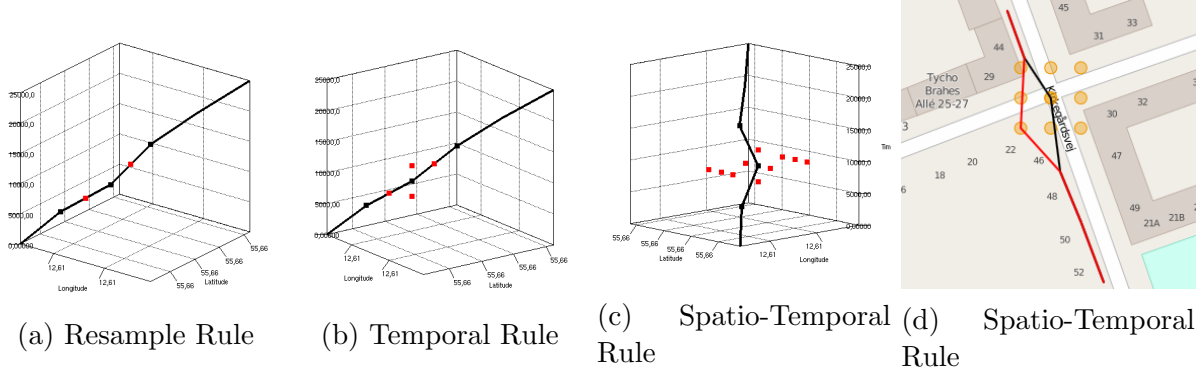 25000,0
20000,0
15000,0
10000,0
5000,00
0,00000
12,61
12,61
Longitude
55,66
55,66
55,66
Latitude
25000,0
20000,0
15000,0
10000,0
5000,00
0,00000
12,61
12,61
Longitude
55,66
55,66
55,66
55,66
Latitude
25000,0
20000,0
15000,0
10000,0
5000,00
0,00000
Tim
55,66
55,66
55,66
55,66
Latitude
12,61
12,61
Longitude
45
33
31
44
29
Tycho
Brahes
Allé 25-27
Kirkegårdsvej
32
30
3
22
46
47
20
18
6
48
49
21A
21B
50
52
(a) Resample Rule
(b) Temporal Rule
(c) Spatio-Temporal
Rule
(d) Spatio-Temporal
Rule